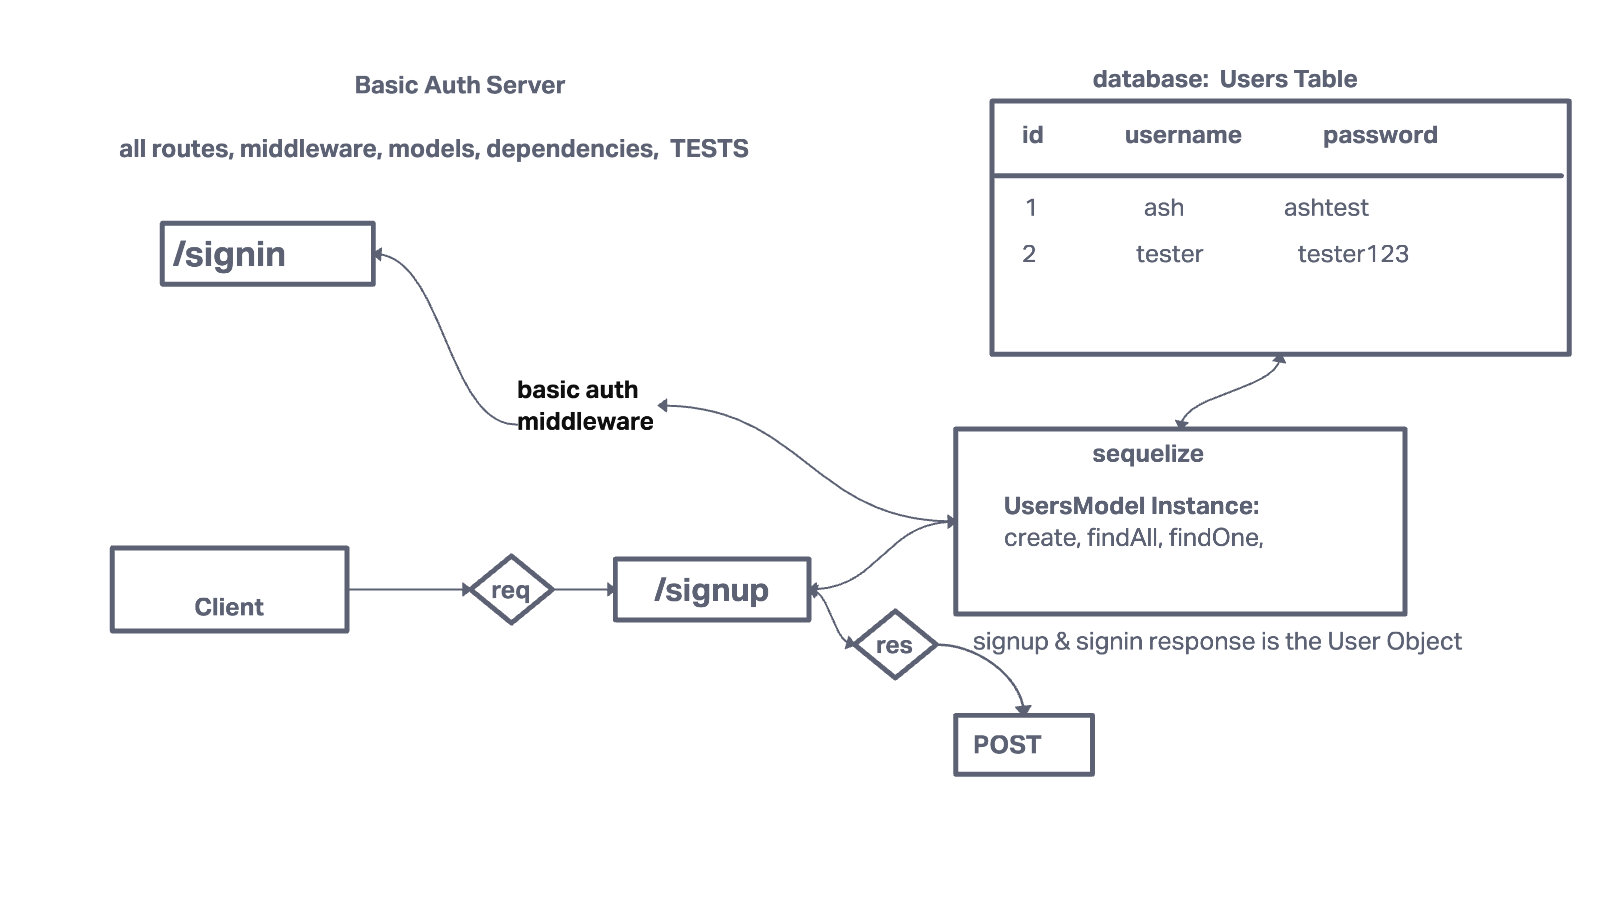 Basic Auth Server
all routes, middleware, models, dependencies, TESTS
database: Users Table
id username password
1 ash ashtest
2 tester tester123
/signin
basic auth
middleware
sequelize
UsersModel Instance:
create, findAll, findOne,
Client
req
/signup
res
signup & signin response is the User Object
POST